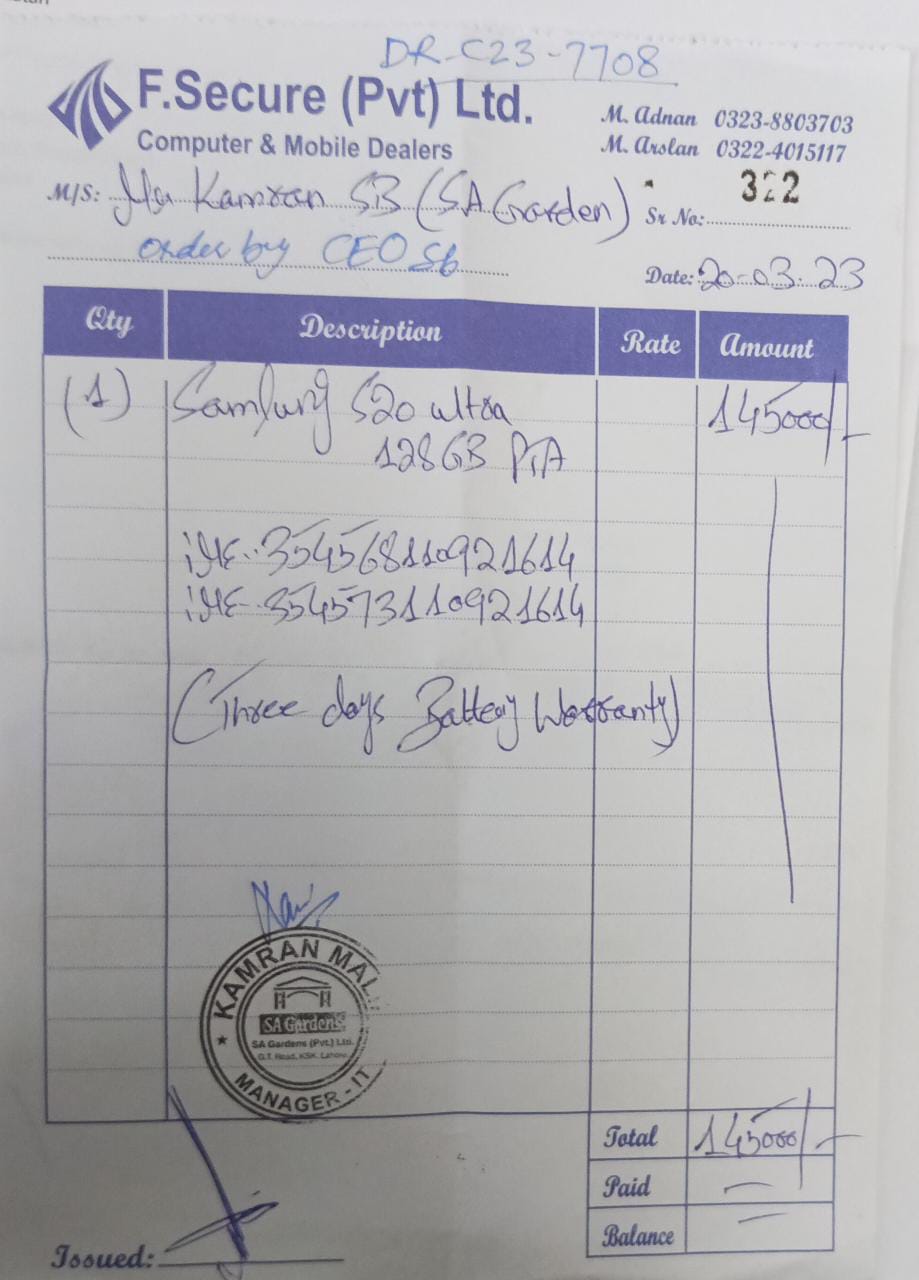 DR-C23-7708
F.Secure (Pvt) Ltd.
Computer & Mobile Dealers
M. Adnan 0323-8803703
M. Arslan 0322-4015117
M/S: Mr Kamran SB (SA Garden)
Sr No: 322
order by CEO Sb
Date: 20-03-23
Qty Description Rate Amount
(1) Samsung S20 ultra 145000/-
128GB PTA
iME..354568110921614
iME-354573110921614
(Three days Battery Warranty)
KAMRAN MAL
SA Gardens
SA Gardens (Pvt.) Ltd.
G.T. Road, KSK, Lahore.
MANAGER - IT
Total 145000/-
Paid —
Balance —
Issued: